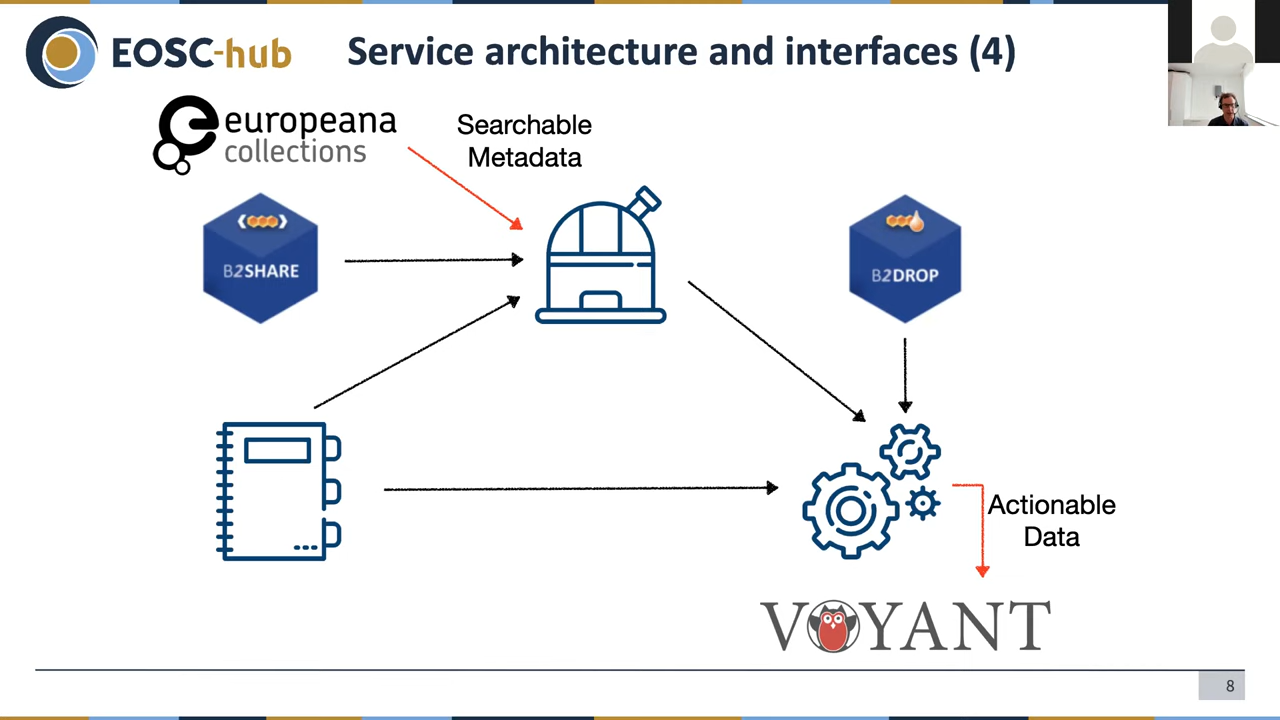 EOSC-hub
Service architecture and interfaces (4)
europeana
collections
Searchable
Metadata
B2SHARE
B2DROP
Actionable
Data
VOYANT
8